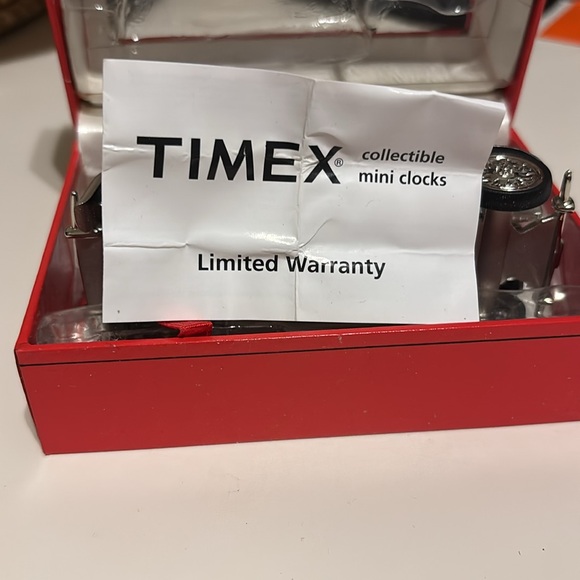 TIMEX® collectible
mini clocks
Limited Warranty